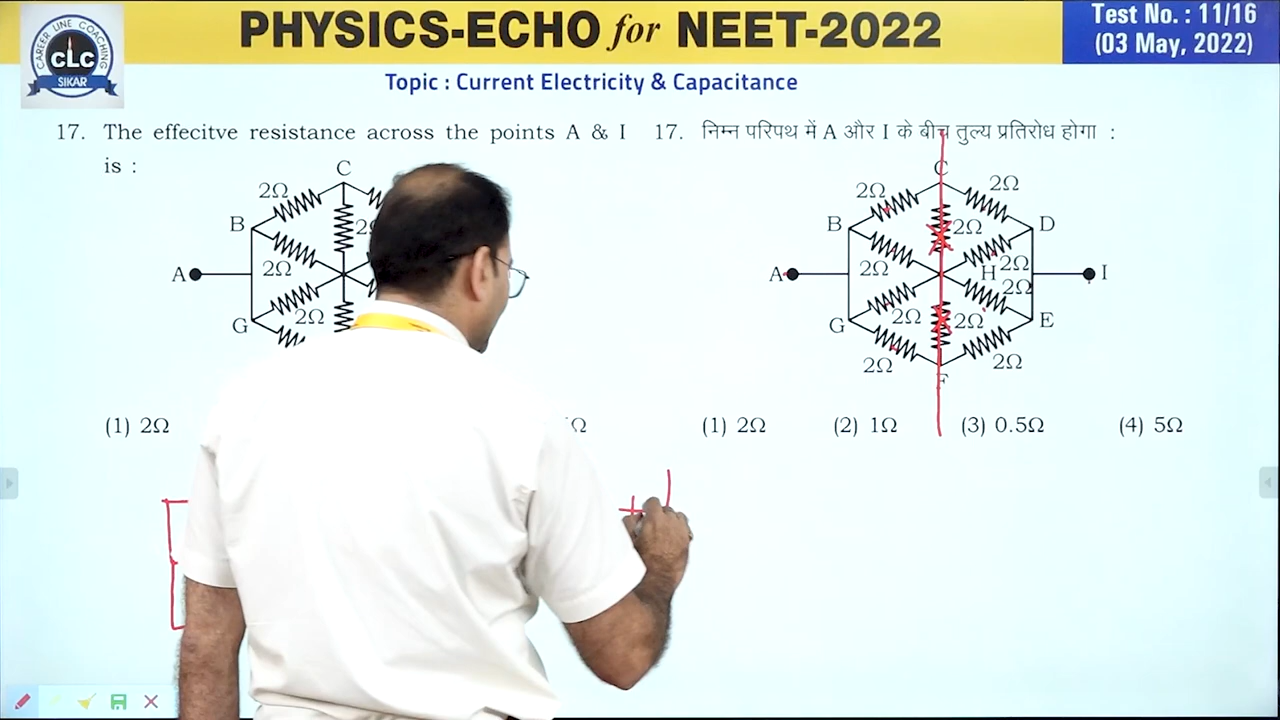 PHYSICS-ECHO for NEET-2022
Test No. : 11/16
(03 May, 2022)
CAREER LINE COACHING
CLC
SIKAR
Topic : Current Electricity & Capacitance
17. The effecitve resistance across the points A & I
is :
C
2Ω
B
2Ω
A
2Ω
G
(1) 2Ω
17. निम्न परिपथ में A और I के बीच तुल्य प्रतिरोध होगा :
C
2Ω 2Ω
B 2Ω D
2Ω H 2Ω
A I
2Ω
G 2Ω 2Ω E
2Ω 2Ω
F
(1) 2Ω (2) 1Ω (3) 0.5Ω (4) 5Ω